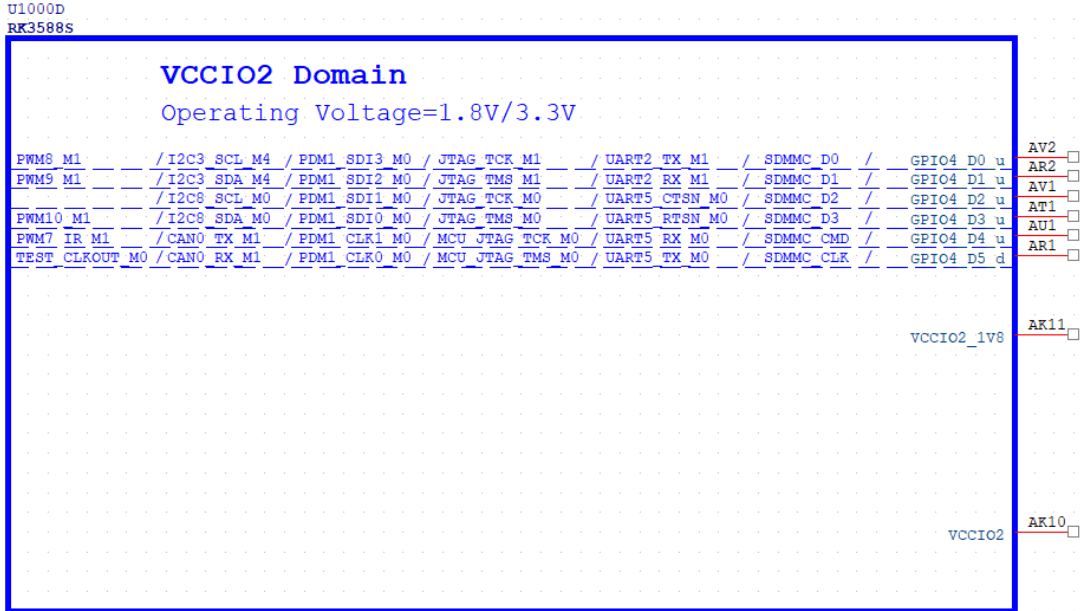 U1000D
RK3588S
VCCIO2 Domain
Operating Voltage=1.8V/3.3V
PWM8_M1 /I2C3_SCL_M4 /PDM1_SDI3_M0 /JTAG_TCK_M1 /UART2_TX_M1 / SDMMC_D0 / GPIO4_D0_u AV2
PWM9_M1 /I2C3_SDA_M4 /PDM1_SDI2_M0 /JTAG_TMS_M1 /UART2_RX_M1 / SDMMC_D1 / GPIO4_D1_u AR2
/I2C8_SCL_M0 /PDM1_SDI1_M0 /JTAG_TCK_M0 /UART5_CTSN_M0 / SDMMC_D2 / GPIO4_D2_u AV1
PWM10_M1 /I2C8_SDA_M0 /PDM1_SDI0_M0 /JTAG_TMS_M0 /UART5_RTSN_M0 / SDMMC_D3 / GPIO4_D3_u AT1
PWM7_IR_M1 /CAN0_TX_M1 /PDM1_CLK1_M0 /MCU_JTAG_TCK_M0 /UART5_RX_M0 / SDMMC_CMD / GPIO4_D4_u AU1
TEST_CLKOUT_M0 /CAN0_RX_M1 /PDM1_CLK0_M0 /MCU_JTAG_TMS_M0 /UART5_TX_M0 / SDMMC_CLK / GPIO4_D5_d AR1
VCCIO2_1V8 AK11
VCCIO2 AK10